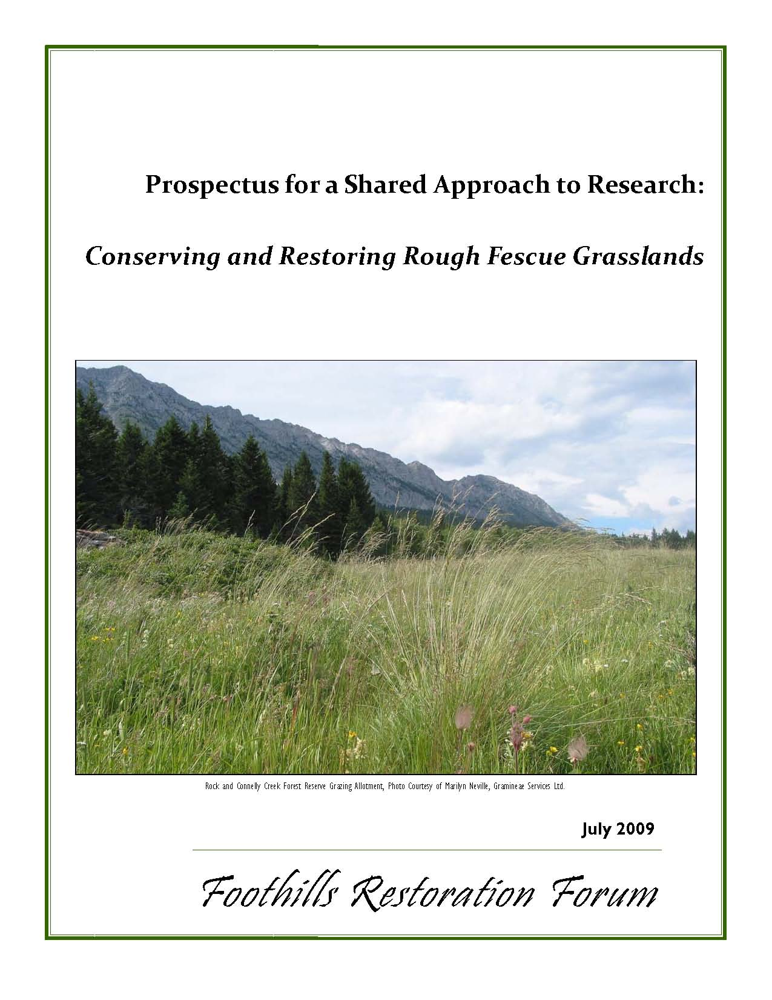 Prospectus for a Shared Approach to Research:
Conserving and Restoring Rough Fescue Grasslands
Rock and Connelly Creek Forest Reserve Grazing Allotment, Photo Courtesy of Marilyn Neville, Gramineae Services Ltd.
July 2009
Foothills Restoration Forum